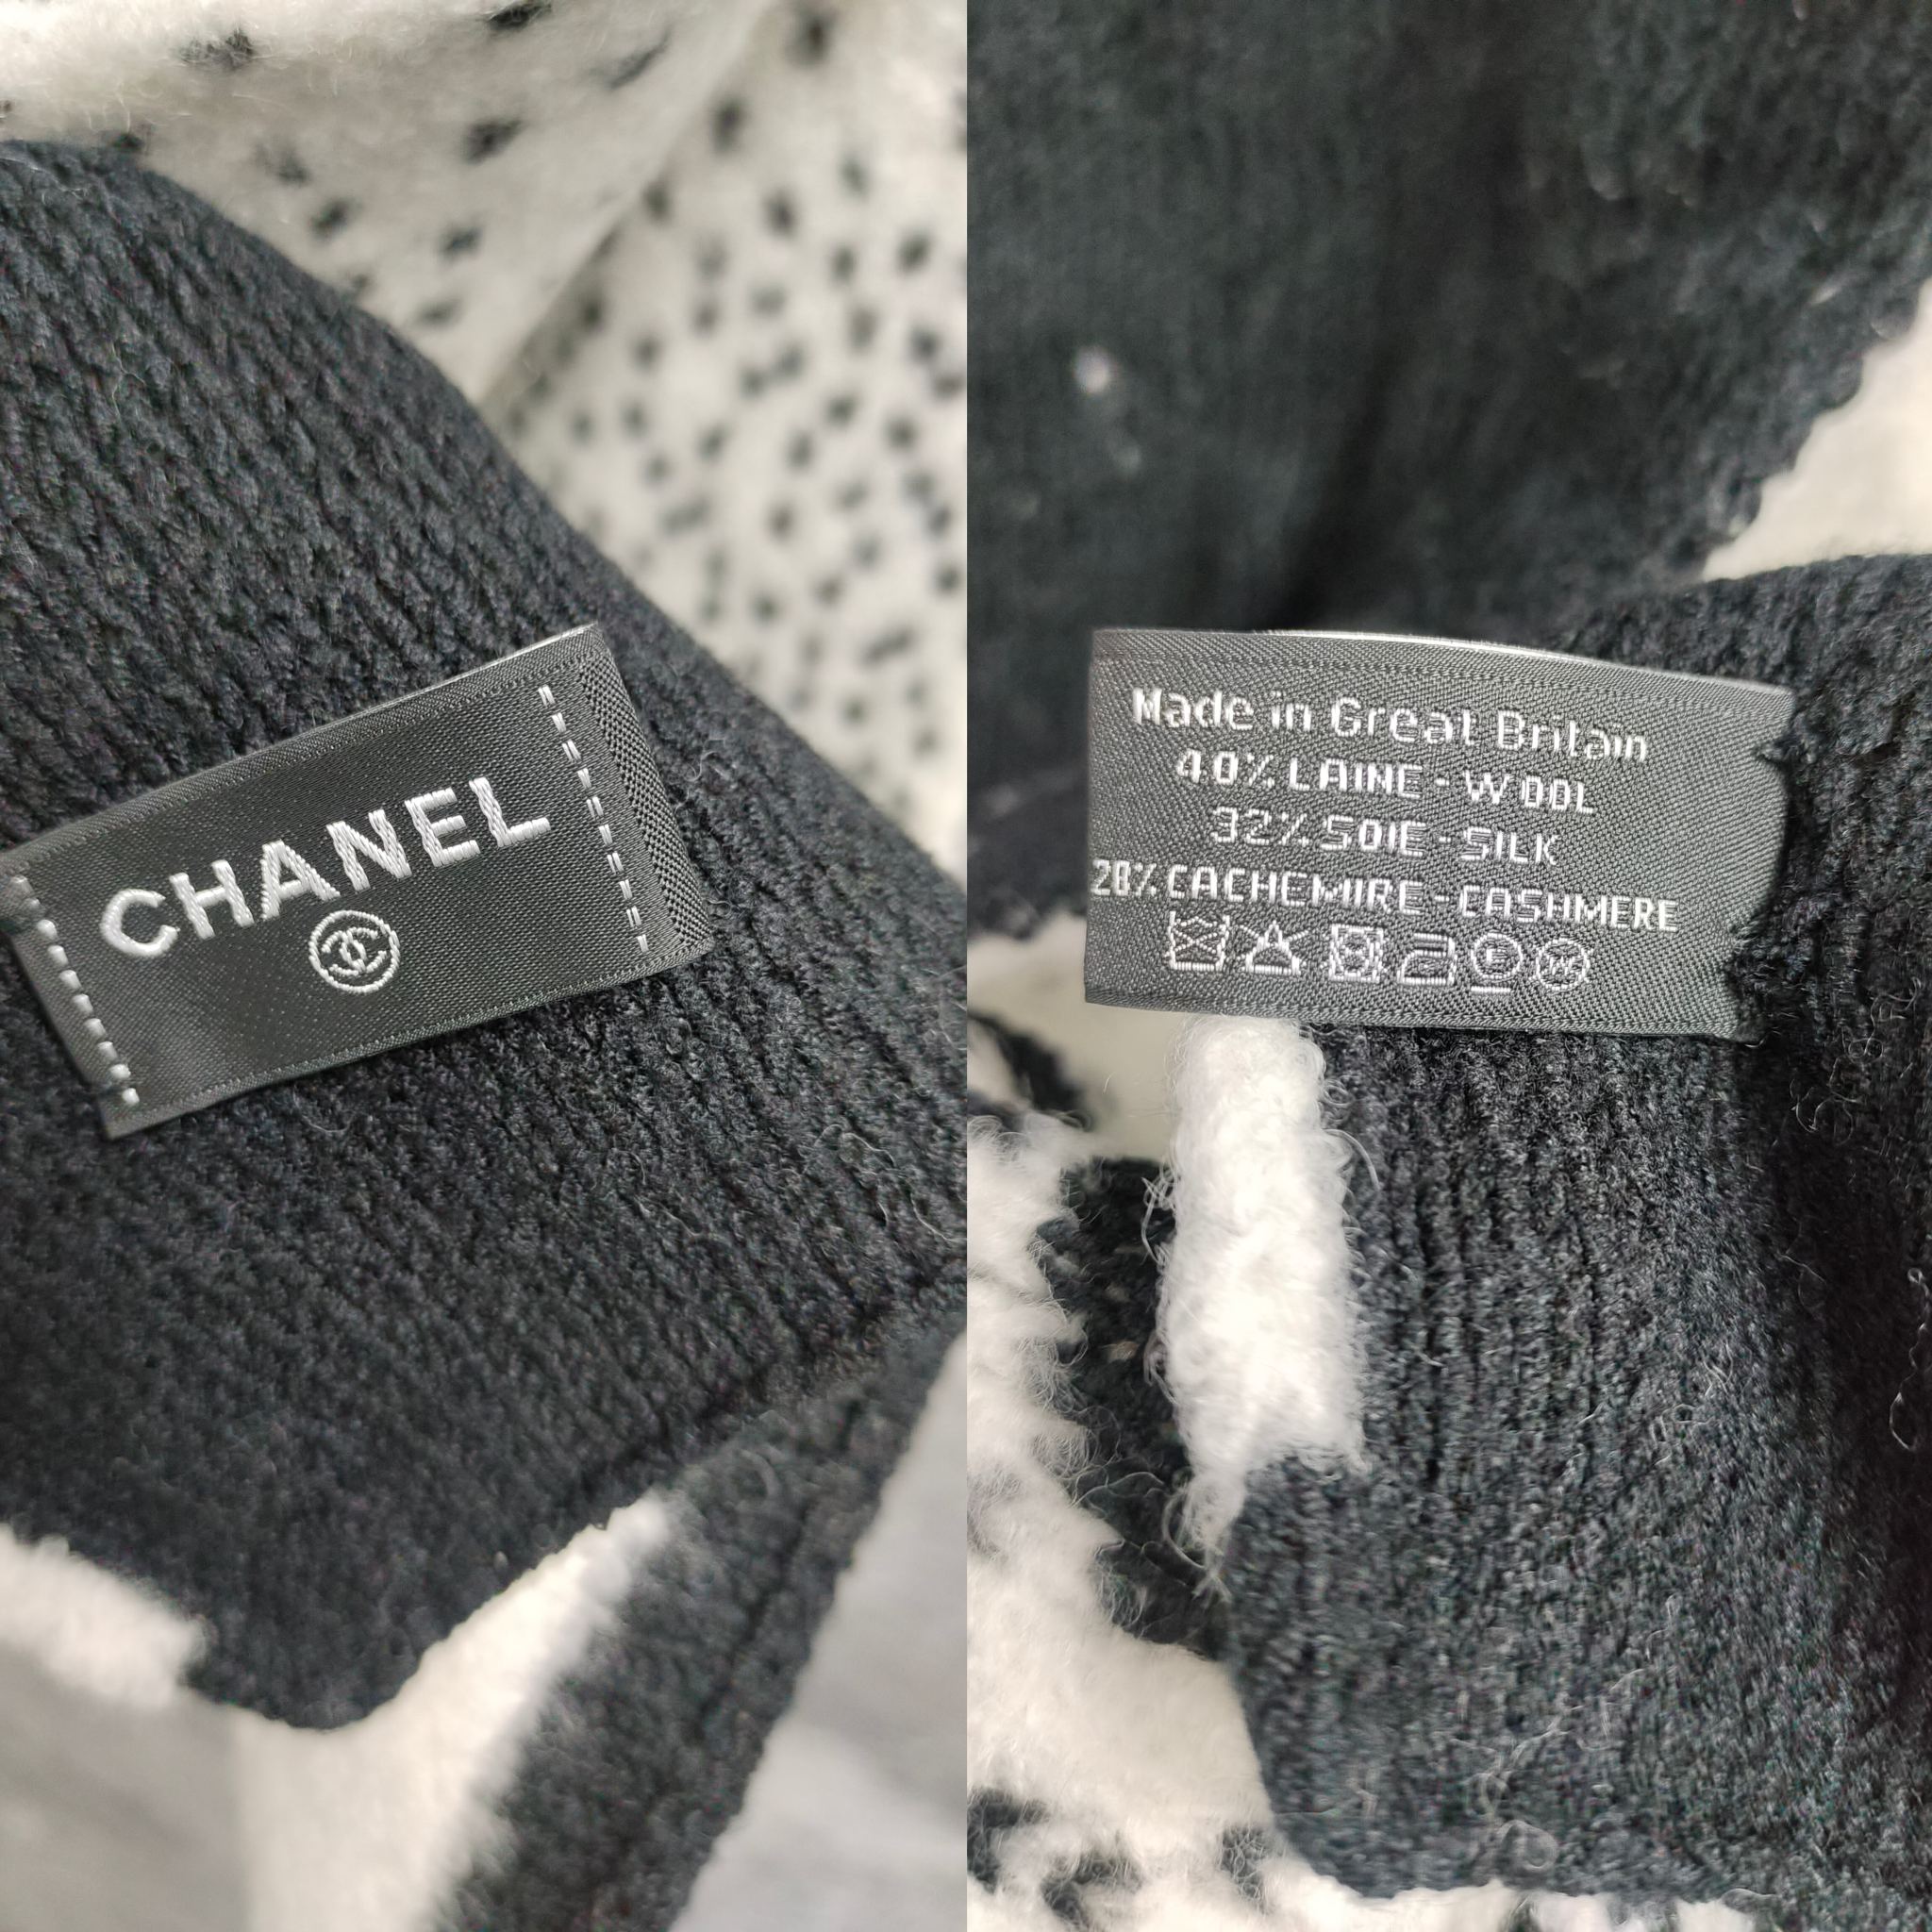 CHANEL
Made in Great Britain
40% LAINE - WOOL
32% SOIE - SILK
28% CACHEMIRE - CASHMERE